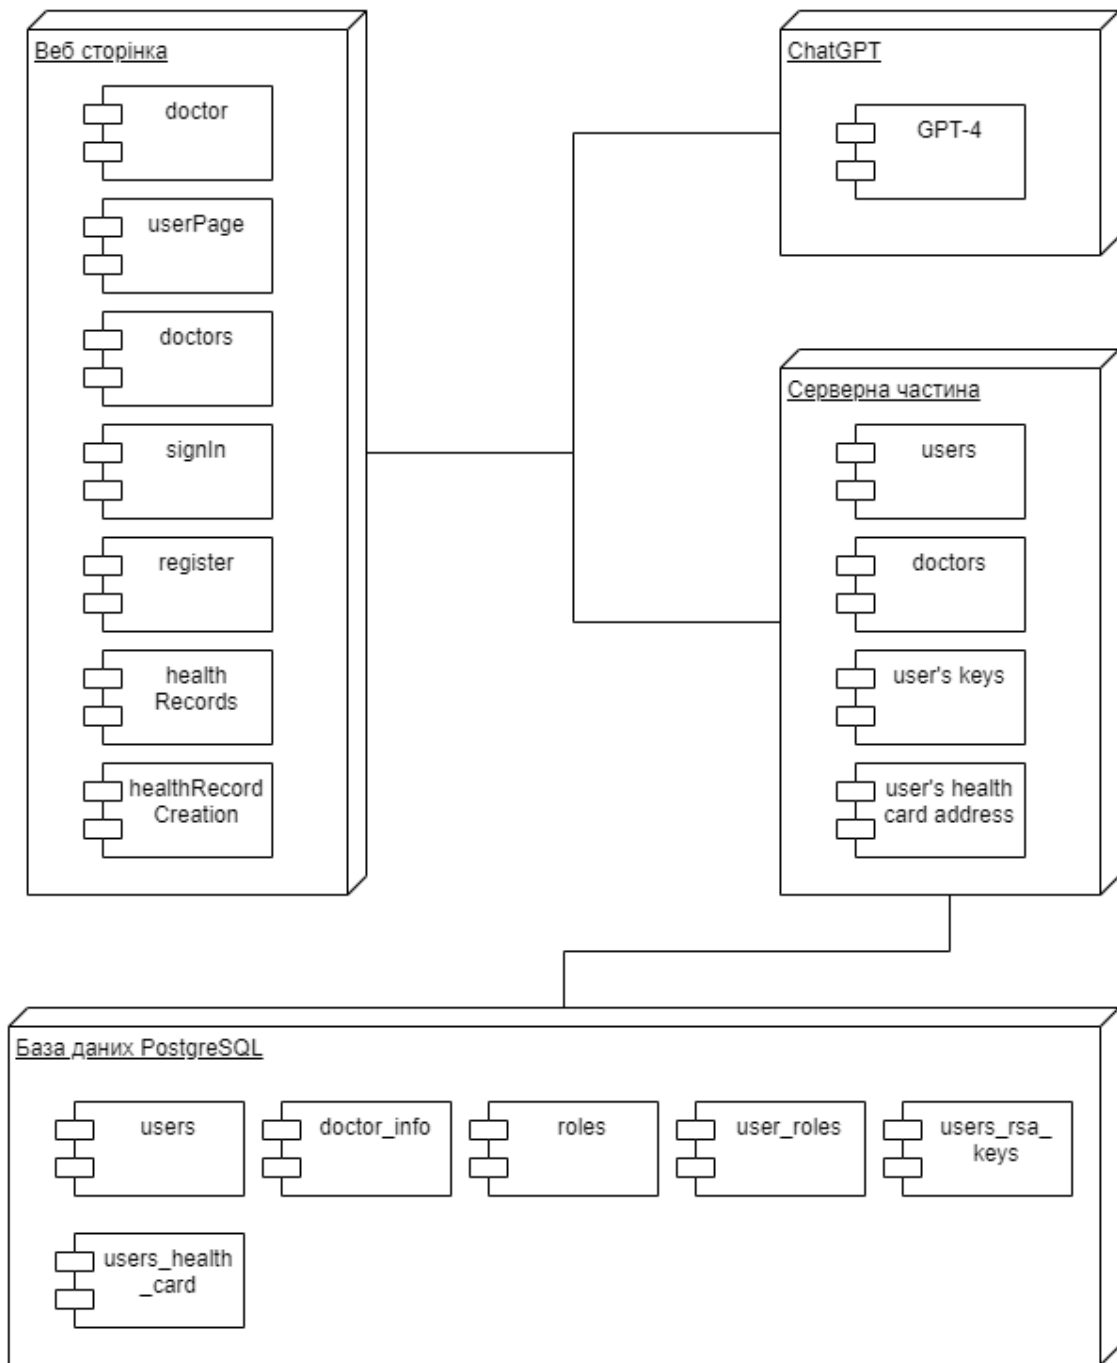 Веб сторінка
doctor
userPage
doctors
signIn
register
health
Records
healthRecord
Creation
ChatGPT
GPT-4
Серверна частина
users
doctors
user's keys
user's health
card address
База даних PostgreSQL
users
doctor_info
roles
user_roles
users_rsa_
keys
users_health
_card